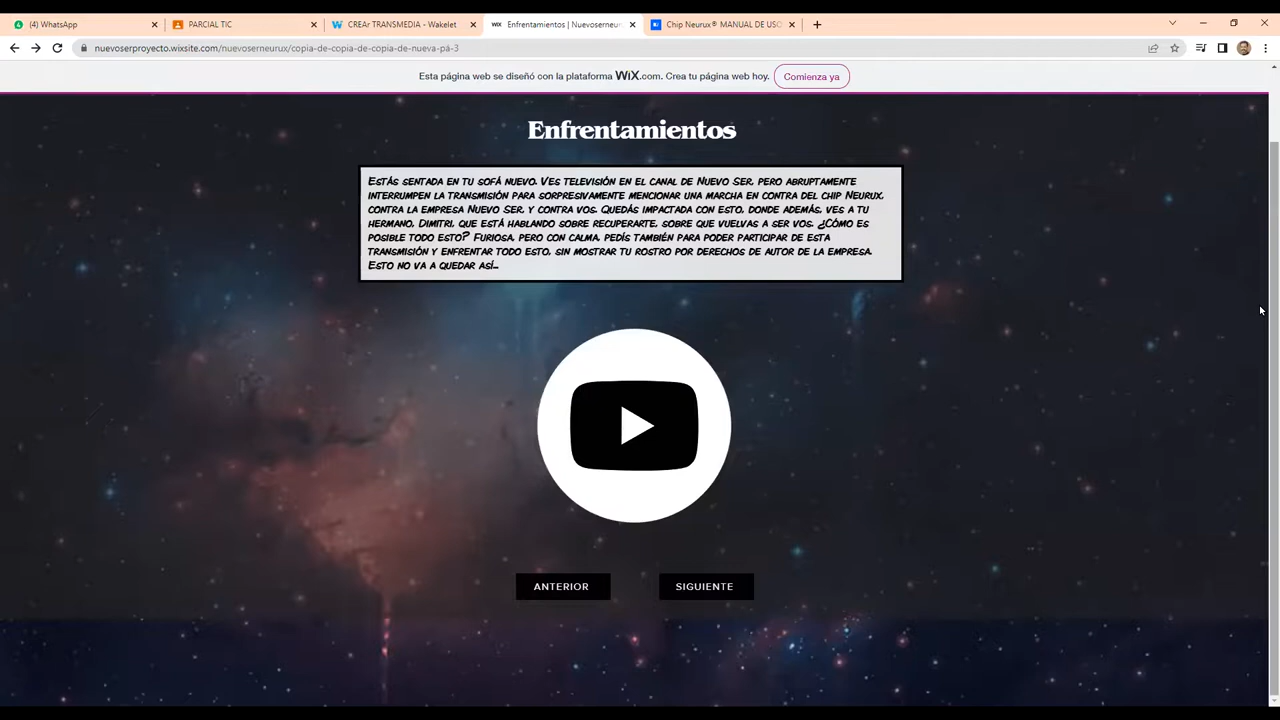 (4) WhatsApp
PARCIAL TIC
CREAr TRANSMEDIA - Wakelet
WiX Enfrentamientos | Nuevoserneur
Chip Neurux® MANUAL DE USO
nuevoserproyecto.wixsite.com/nuevoserneurux/copia-de-copia-de-copia-de-nueva-pá-3
Esta página web se diseñó con la plataforma WiX.com. Crea tu página web hoy. Comienza ya
Enfrentamientos
Estás sentada en tu sofá nuevo. Ves televisión en el canal de Nuevo Ser, pero abruptamente
interrumpen la transmisión para sorpresivamente mencionar una marcha en contra del chip Neurux,
contra la empresa Nuevo Ser, y contra vos. Quedás impactada con esto, donde además, ves a tu
hermano, Dimitri, que está hablando sobre recuperarte, sobre que vuelvas a ser vos. ¿Cómo es
posible todo esto? Furiosa, pero con calma, pedís también para poder participar de esta
transmisión y enfrentar todo esto, sin mostrar tu rostro por derechos de autor de la empresa.
Esto no va a quedar así...
ANTERIOR
SIGUIENTE